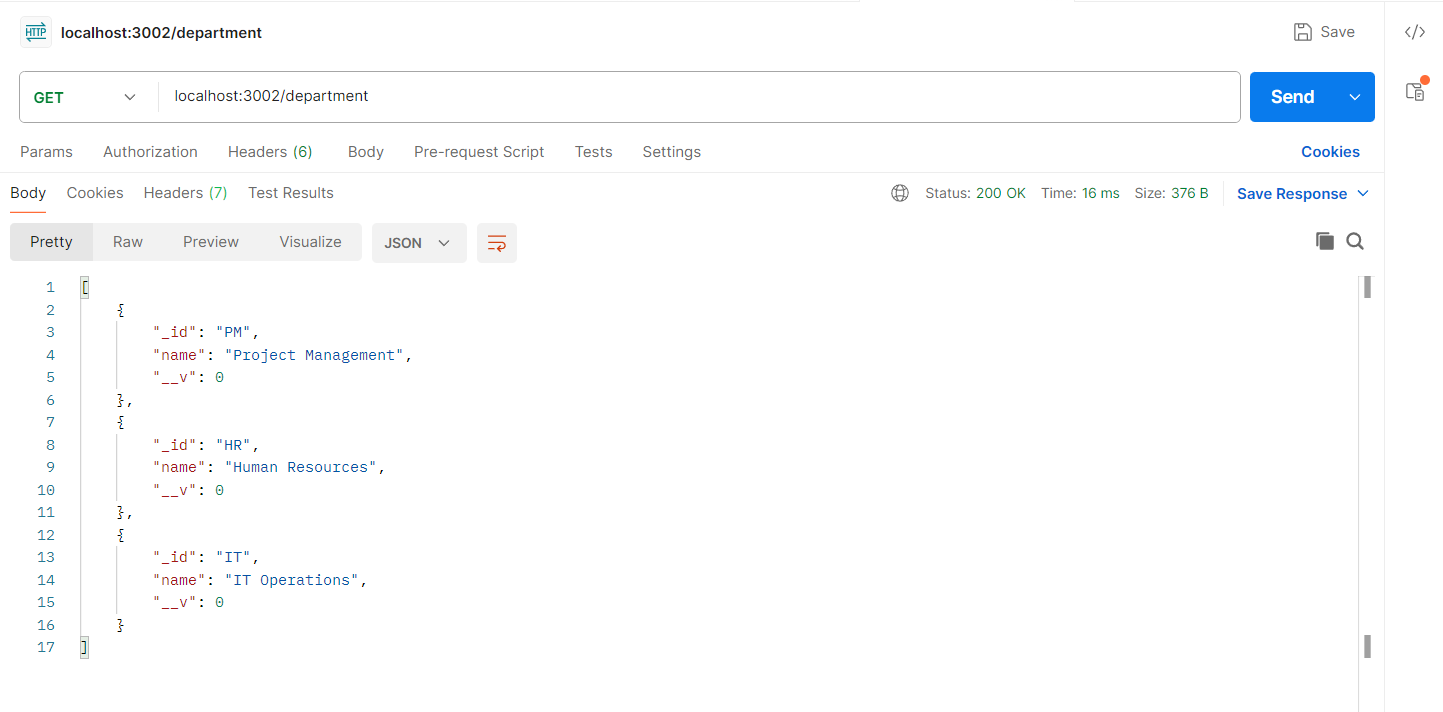 HTTP localhost:3002/department Save </>
GET localhost:3002/department Send
Params Authorization Headers (6) Body Pre-request Script Tests Settings Cookies
Body Cookies Headers (7) Test Results Status: 200 OK Time: 16 ms Size: 376 B Save Response
Pretty Raw Preview Visualize JSON
1 [
2 {
3 "_id": "PM",
4 "name": "Project Management",
5 "__v": 0
6 },
7 {
8 "_id": "HR",
9 "name": "Human Resources",
10 "__v": 0
11 },
12 {
13 "_id": "IT",
14 "name": "IT Operations",
15 "__v": 0
16 }
17 ]